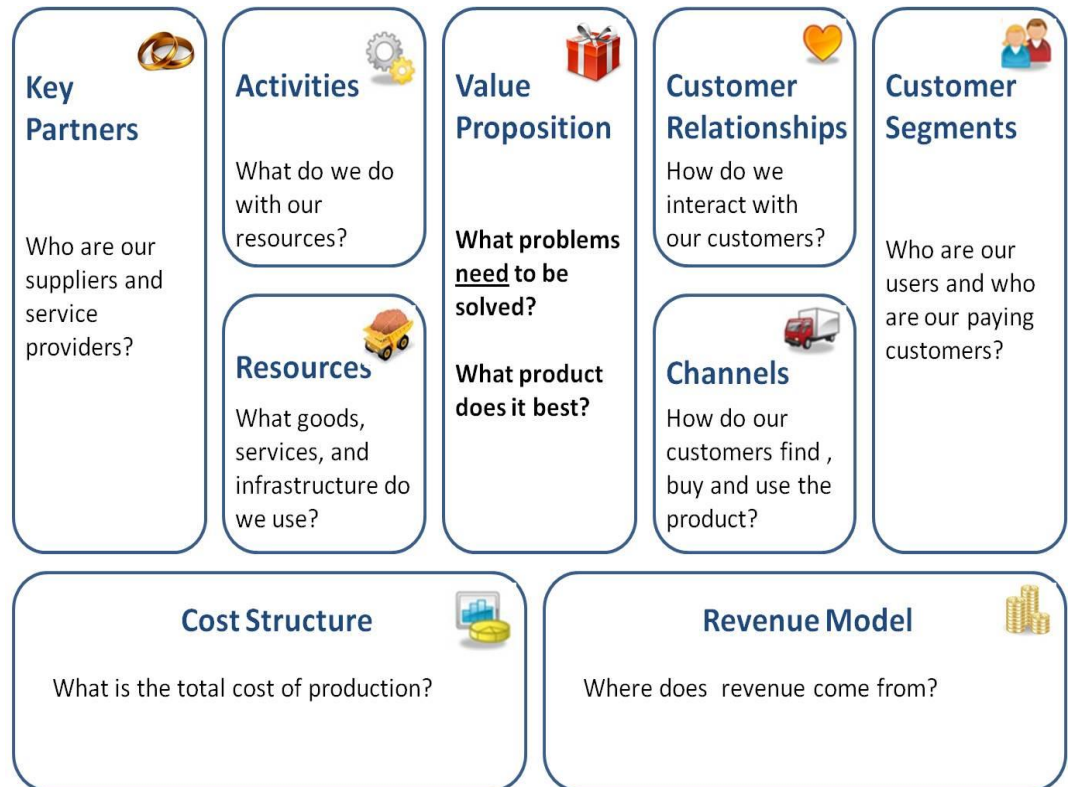 Key
Partners
Who are our
suppliers and
service
providers?
Activities
What do we do
with our
resources?
Resources
What goods,
services, and
infrastructure do
we use?
Value
Proposition
What problems
need to be
solved?
What product
does it best?
Customer
Relationships
How do we
interact with
our customers?
Channels
How do our
customers find ,
buy and use the
product?
Customer
Segments
Who are our
users and who
are our paying
customers?
Cost Structure
What is the total cost of production?
Revenue Model
Where does  revenue come from?